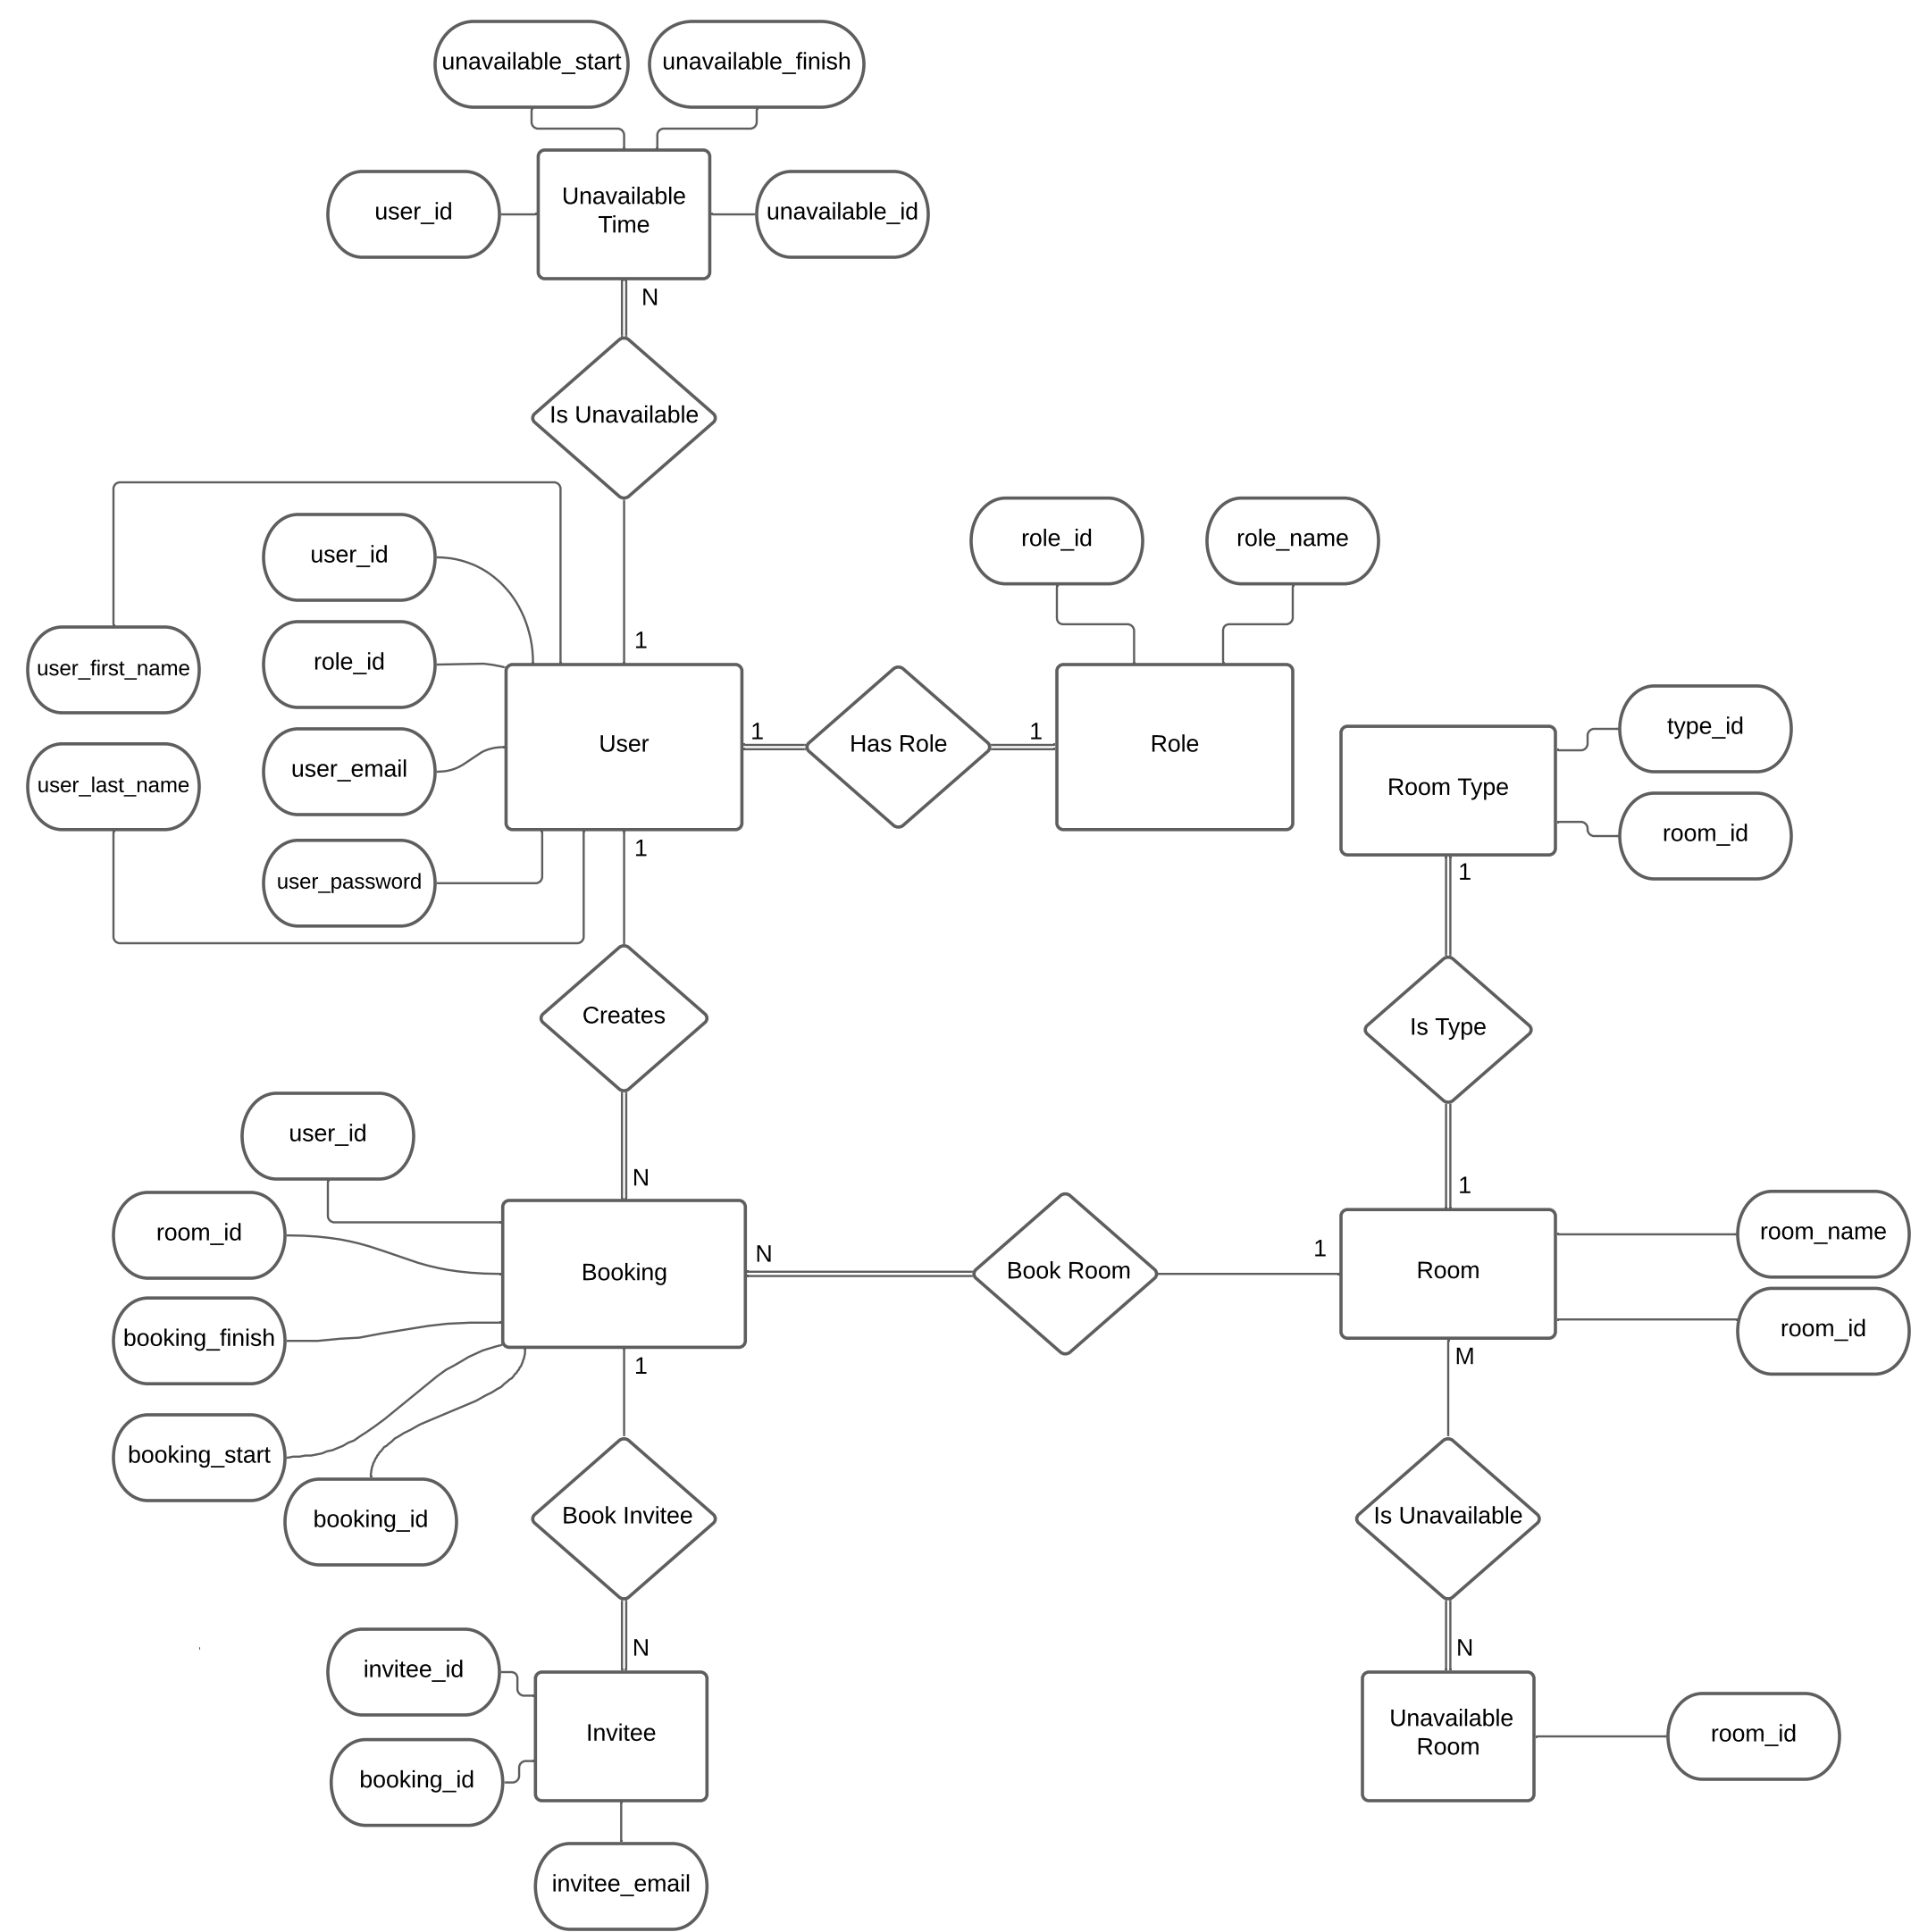 unavailable_start
unavailable_finish
user_id
Unavailable
Time
unavailable_id
N
Is Unavailable
user_id
role_id
role_name
role_id
user_first_name
1
user_email
user_last_name
User
1
Has Role
1
Role
type_id
Room Type
room_id
user_password
1
1
Creates
Is Type
user_id
N
1
room_id
Booking
N
Book Room
1
Room
room_name
room_id
booking_finish
1
M
booking_start
booking_id
Book Invitee
Is Unavailable
N
N
invitee_id
Invitee
booking_id
Unavailable
Room
room_id
invitee_email